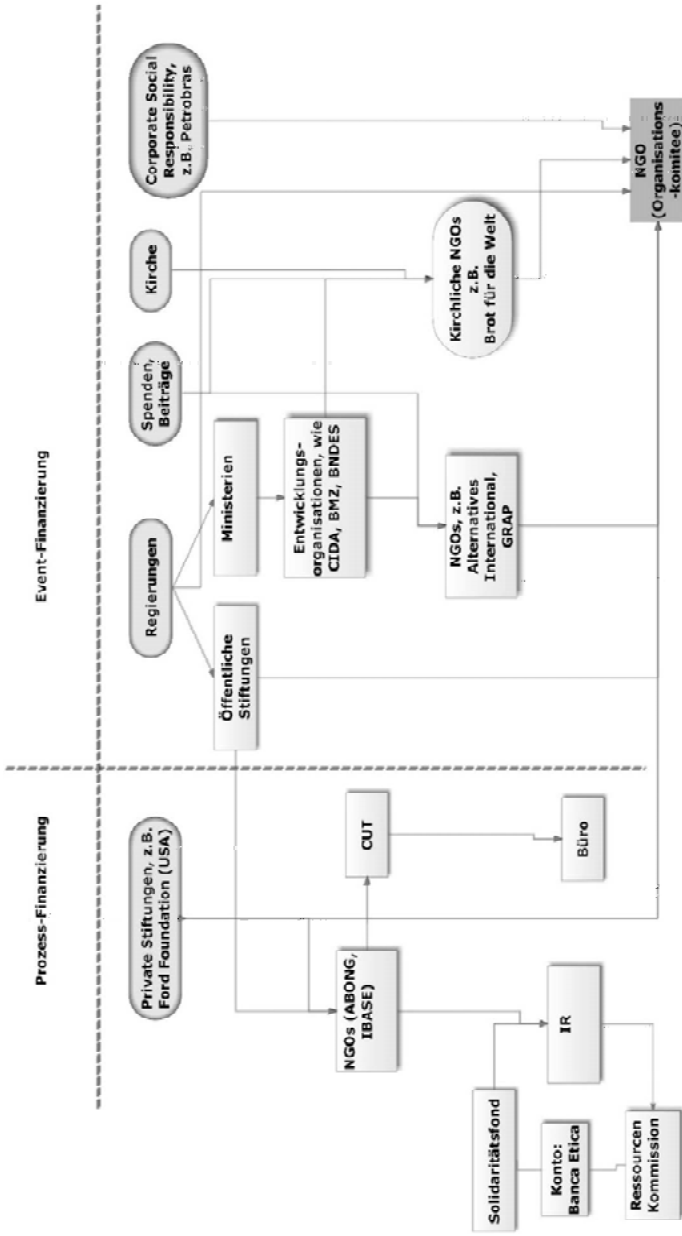 Prozess-Finanzierung
Event-Finanzierung
Private Stiftungen, z.B.
Ford Foundation (USA)
Regierungen
Spenden,
Beiträge
Kirche
Corporate Social
Responsibility,
z.B. Petrobras
Öffentliche
Stiftungen
Ministerien
NGOs (ABONG,
IBASE)
CUT
Entwicklungs-
organisationen, wie
CIDA, BMZ, BNDES
Solidaritätsfond
NGOs, z.B.
Alternatives
International,
GRAP
Kirchliche NGOs
z.B.
Brot für die Welt
Konto:
Banca Etica
IR
Büro
Ressourcen
Kommission
NGO
(Organisations
-komitee)